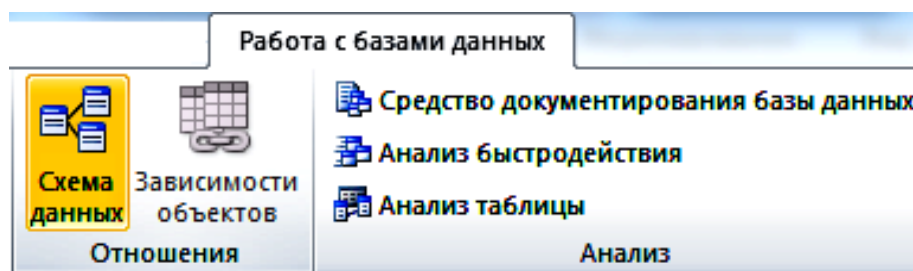 Работа с базами данных
Схема данных
Зависимости объектов
Отношения
Средство документирования базы данных
Анализ быстродействия
Анализ таблицы
Анализ